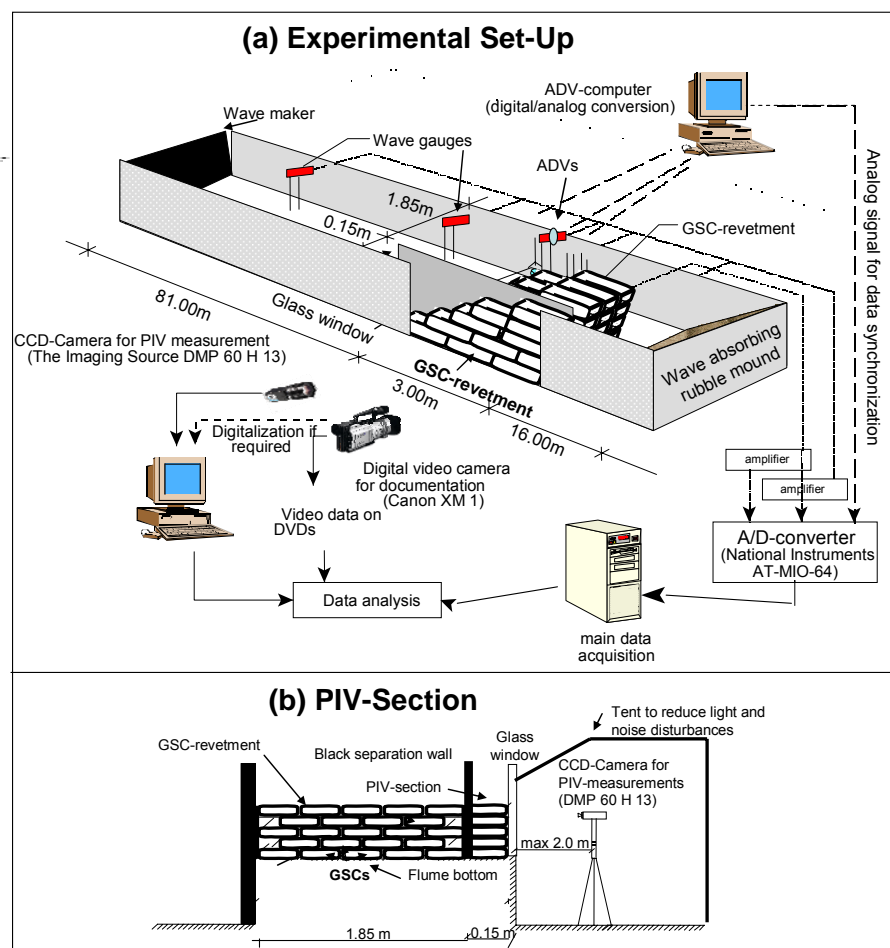 (a) Experimental Set-Up
ADV-computer
(digital/analog conversion)
Wave maker
Wave gauges
ADVs
Analog signal for data synchronization
1.85m
0.15m
GSC-revetment
81.00m
Glass window
GSC-revetment
3.00m
16.00m
Wave absorbing
rubble mound
CCD-Camera for PIV measurement
(The Imaging Source DMP 60 H 13)
Digitalization if
required
Digital video camera
for documentation
(Canon XM 1)
Video data on
DVDs
amplifier
amplifier
A/D-converter
(National Instruments
AT-MIO-64)
Data analysis
main data
acquisition
(b) PIV-Section
Tent to reduce light and
noise disturbances
GSC-revetment
Black separation wall
Glass
window
PIV-section
CCD-Camera for
PIV-measurements
(DMP 60 H 13)
max 2.0 m
GSCs
Flume bottom
1.85 m
0.15 m